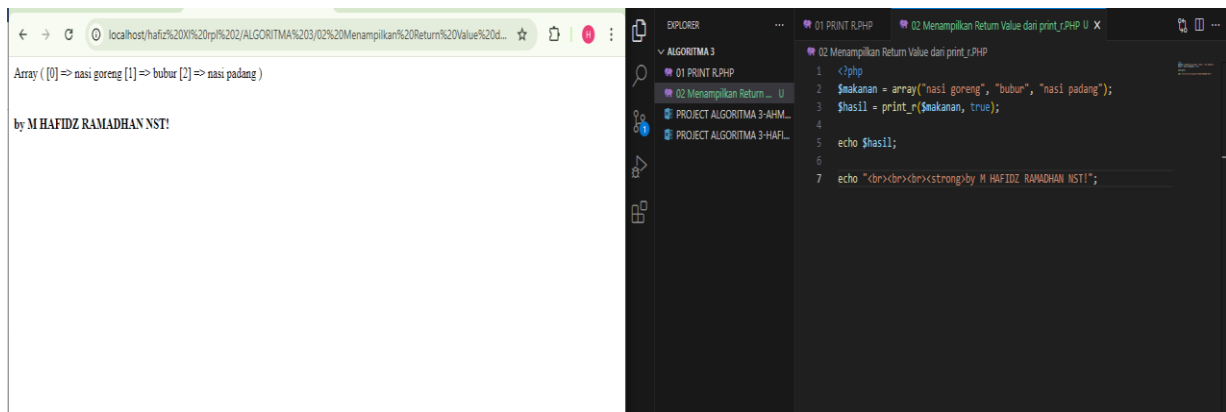 localhost/hafiz%20XI%20rpl%202/ALGORITMA%203/02%20Menampilkan%20Return%20Value%20d...
H
Array ( [0] => nasi goreng [1] => bubur [2] => nasi padang )
by M HAFIDZ RAMADHAN NST!
EXPLORER ...
ALGORITMA 3
01 PRINT R.PHP
02 Menampilkan Return ... U
PROJECT ALGORITMA 3-AHM...
PROJECT ALGORITMA 3-HAFI...
1
01 PRINT R.PHP 02 Menampilkan Return Value dari print_r.PHP U X
02 Menampilkan Return Value dari print_r.PHP
1 <?php
2 $makanan = array("nasi goreng", "bubur", "nasi padang");
3 $hasil = print_r($makanan, true);
4
5 echo $hasil;
6
7 echo "<br><br><br><strong>by M HAFIDZ RAMADHAN NST!";